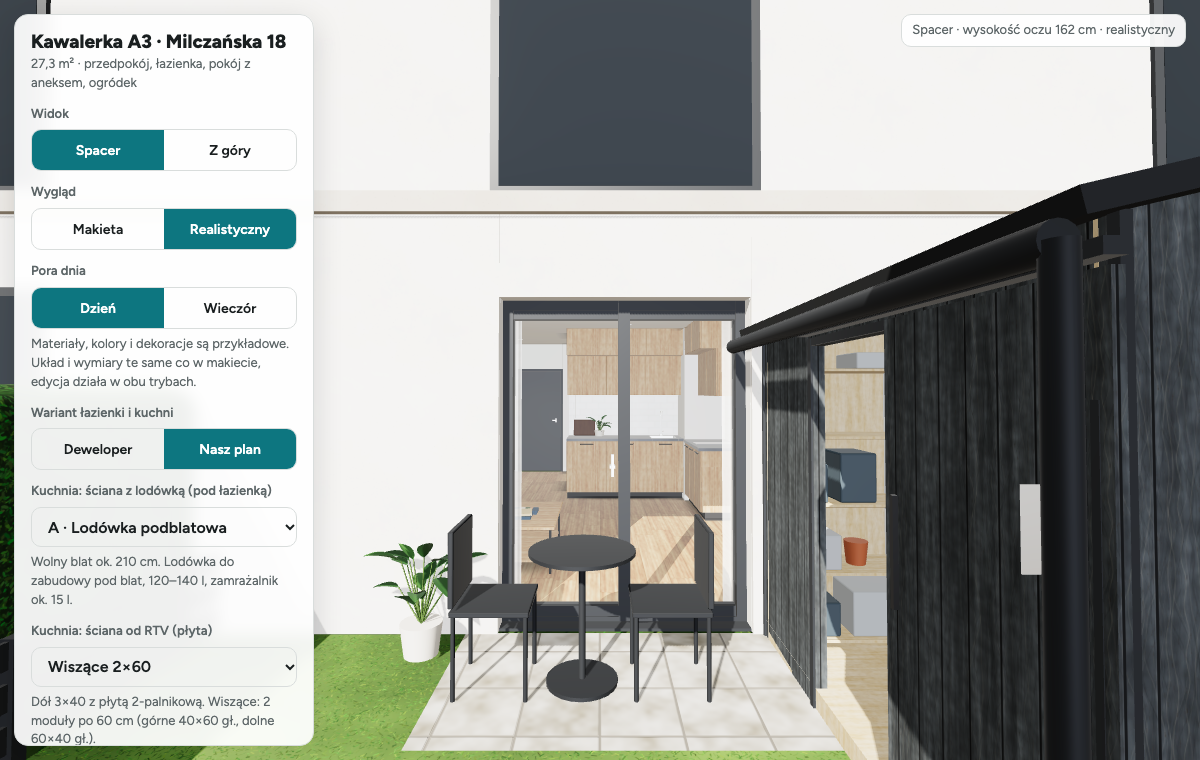 Kawalerka A3 · Milczańska 18
27,3 m² · przedpokój, łazienka, pokój z
aneksem, ogródek
Widok
Spacer
Z góry
Wygląd
Makieta
Realistyczny
Pora dnia
Dzień
Wieczór
Materiały, kolory i dekoracje są przykładowe.
Układ i wymiary te same co w makiecie,
edycja działa w obu trybach.
Wariant łazienki i kuchni
Deweloper
Nasz plan
Kuchnia: ściana z lodówką (pod łazienką)
A · Lodówka podblatowa
Wolny blat ok. 210 cm. Lodówka do
zabudowy pod blat, 120–140 l, zamrażalnik
ok. 15 l.
Kuchnia: ściana od RTV (płyta)
Wiszące 2×60
Dół 3×40 z płytą 2-palnikową. Wiszące: 2
moduły po 60 cm (górne 40×60 gł., dolne
60×40 gł.).
Spacer · wysokość oczu 162 cm · realistyczny